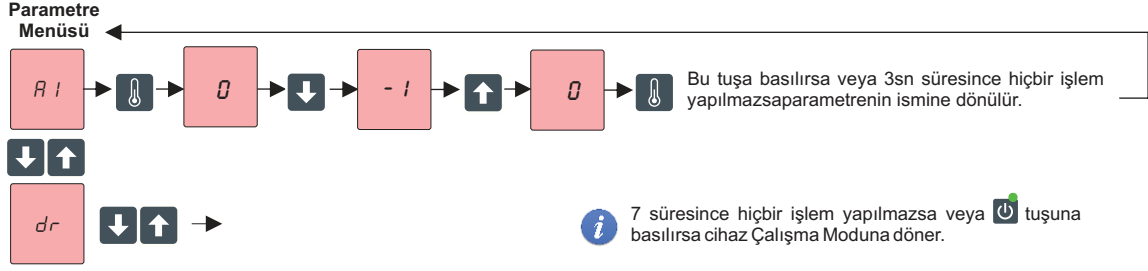 Parametre
Menüsü
A1
0
-1
0
Bu tuşa basılırsa veya 3sn süresince hiçbir işlem
yapılmazsaparametrenin ismine dönülür.
dr
7 süresince hiçbir işlem yapılmazsa veya tuşuna
basılırsa cihaz Çalışma Moduna döner.